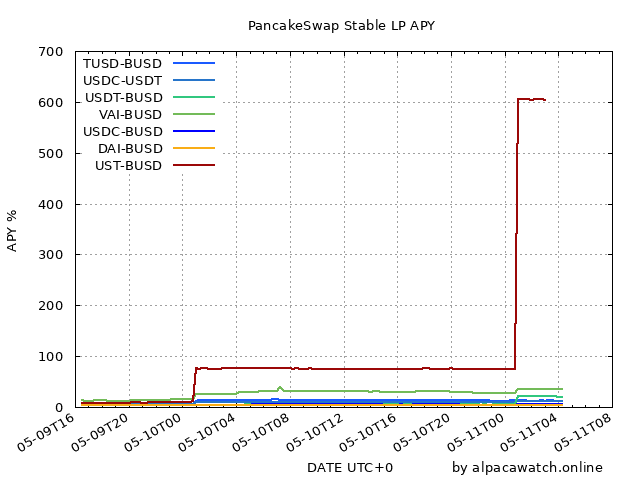 PancakeSwap Stable LP APY
700
600
500
400
300
200
100
0
APY %
TUSD-BUSD
USDC-USDT
USDT-BUSD
VAI-BUSD
USDC-BUSD
DAI-BUSD
UST-BUSD
05-09T16
05-09T20
05-10T00
05-10T04
05-10T08
05-10T12
05-10T16
05-10T20
05-11T00
05-11T04
05-11T08
DATE UTC+0
by alpacawatch.online